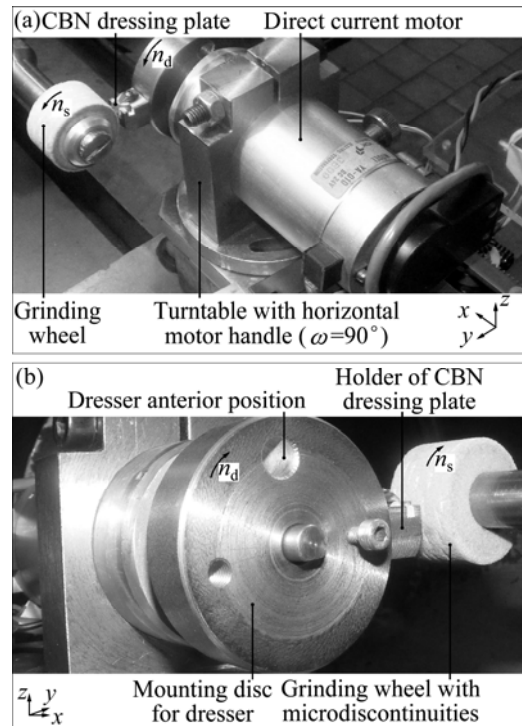 (a) CBN dressing plate
Direct current motor
n_d
n_s
Grinding
wheel
Turntable with horizontal
motor handle (ω=90°)
z
x
y
(b)
Holder of CBN
dressing plate
Dresser anterior position
n_d
n_s
z
y
x
Mounting disc
for dresser
Grinding wheel with
microdiscontinuities